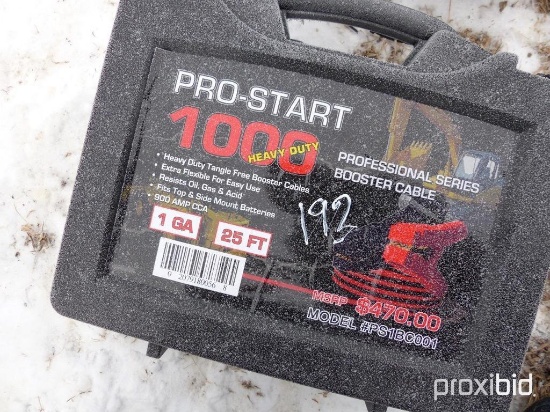 PRO-START
1000
HEAVY DUTY
PROFESSIONAL SERIES
BOOSTER CABLE
• Heavy Duty Tangle Free Booster Cables
• Extra Flexible For Easy Use
• Resists Oil, Gas & Acid
• Fits Top & Side Mount Batteries
• 900 AMP CCA
192
1 GA
25 FT
MSRP $470.00
MODEL #PS1BC001
proxibid